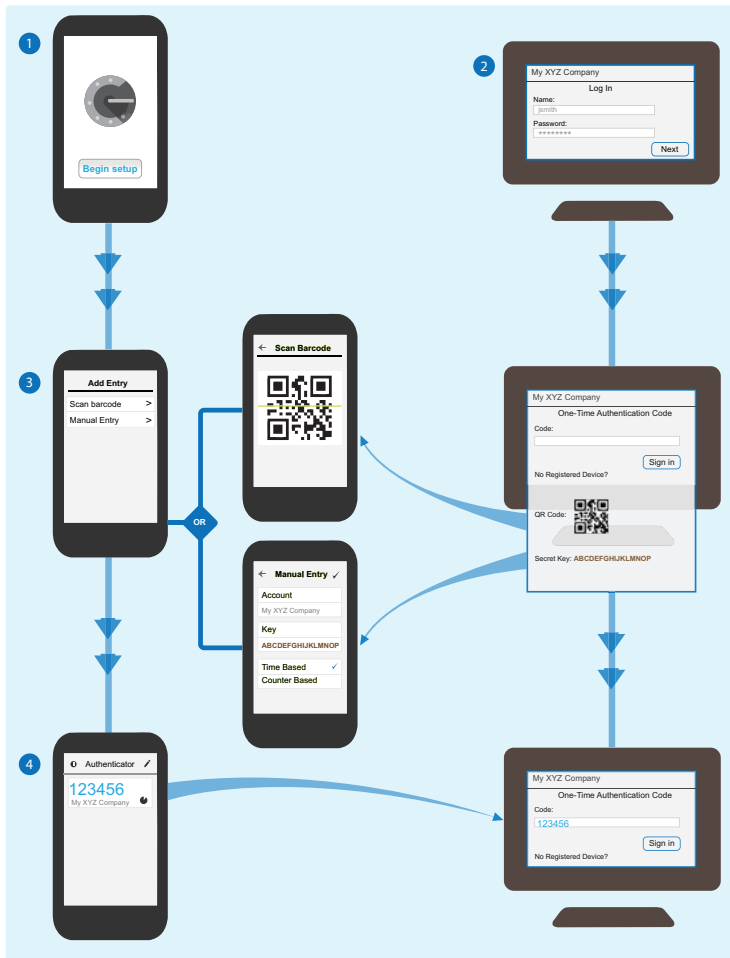 1
Begin setup
2
My XYZ Company
Log In
Name:
jsmith
Password:
********
Next
3
Add Entry
Scan barcode >
Manual Entry >
OR
Scan Barcode
Manual Entry ✓
Account
My XYZ Company
Key
ABCDEFGHIJKLMNOP
Time Based ✓
Counter Based
My XYZ Company
One-Time Authentication Code
Code:
Sign in
No Registered Device?
QR Code:
Secret Key: ABCDEFGHIJKLMNOP
4
Authenticator
123456
My XYZ Company
My XYZ Company
One-Time Authentication Code
Code:
123456
Sign in
No Registered Device?